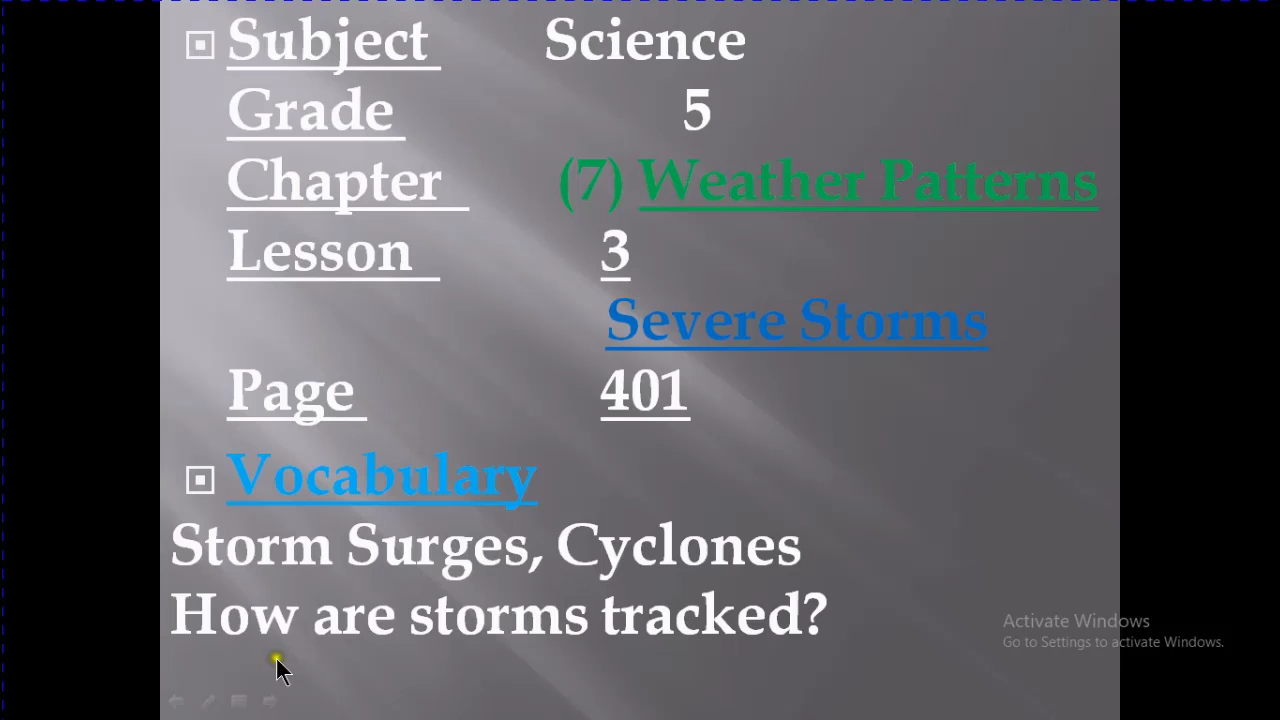 Subject Science
Grade 5
Chapter (7) Weather Patterns
Lesson 3
Severe Storms
Page 401
Vocabulary
Storm Surges, Cyclones
How are storms tracked?
Activate Windows
Go to Settings to activate Windows.